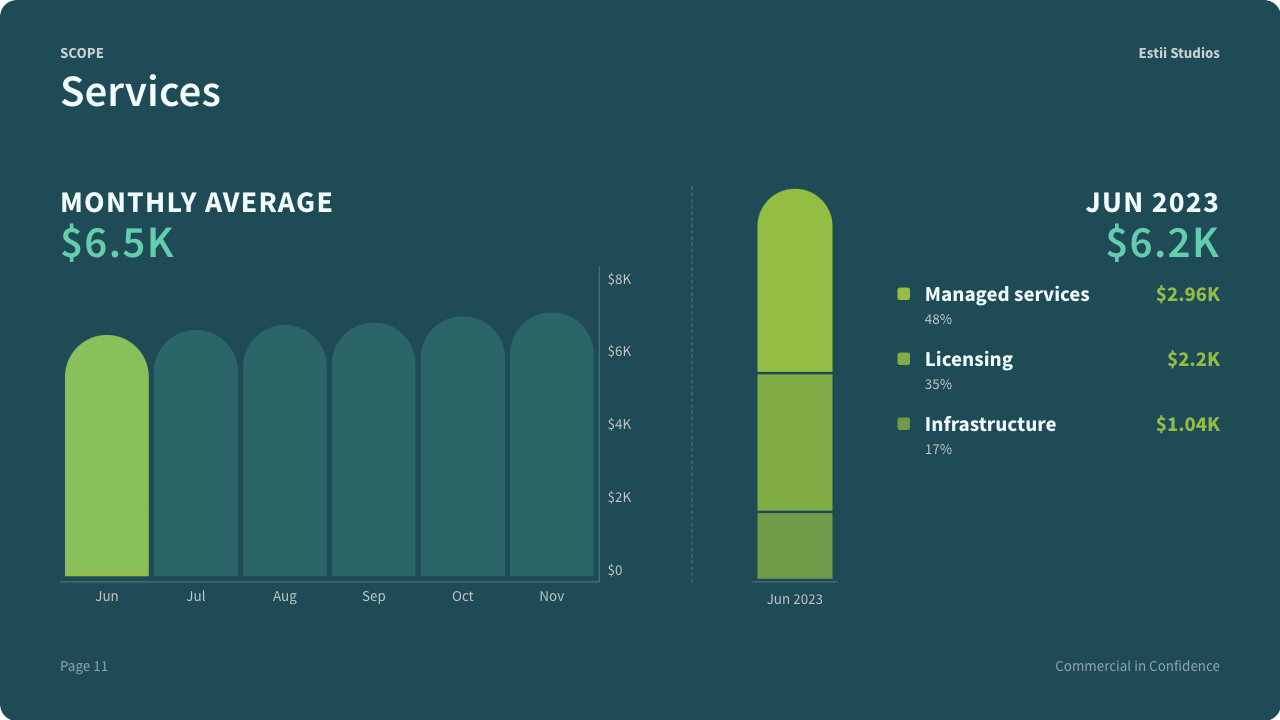 SCOPE
Estii Studios
Services
MONTHLY AVERAGE
$6.5K
$8K
$6K
$4K
$2K
$0
Jun Jul Aug Sep Oct Nov
Jun 2023
JUN 2023
$6.2K
Managed services $2.96K
48%
Licensing $2.2K
35%
Infrastructure $1.04K
17%
Page 11
Commercial in Confidence